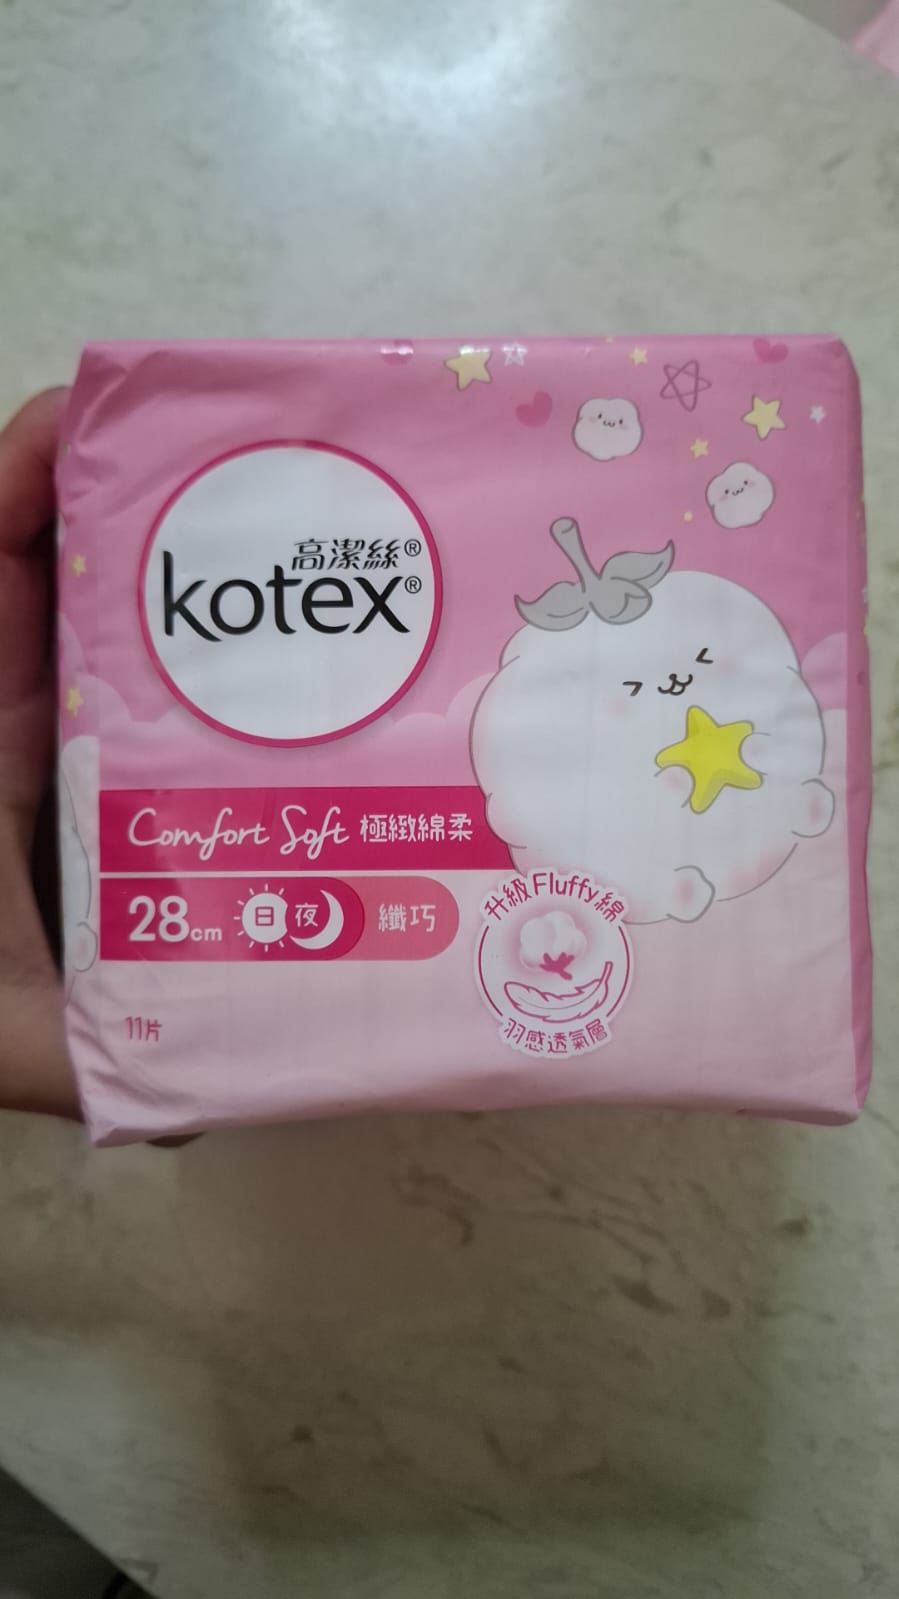 高潔絲®
kotex®
Comfort Soft 極緻綿柔
28cm 日 夜 纖巧
升級Fluffy綿
羽感透氣層
11片